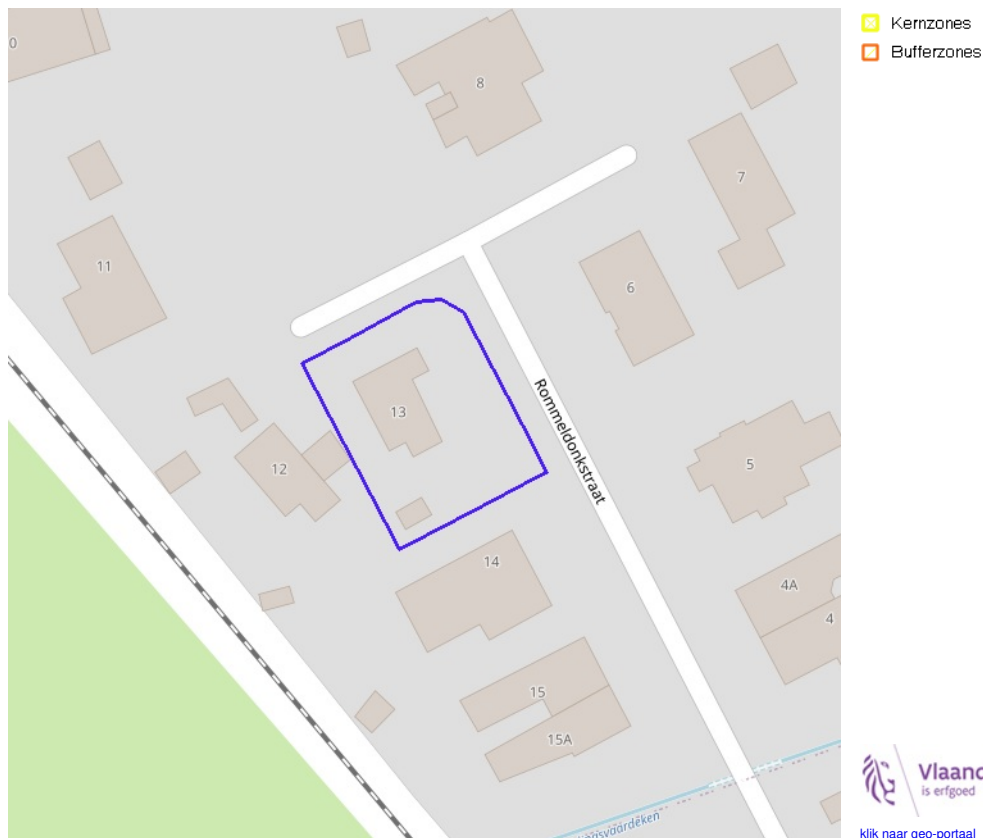 0
8
7
11
6
13
12
Rommeldonkstraat
5
14
4A
4
15
15A
Kernzones
Bufferzones
Vlaand
is erfgoed
klik naar geo-portaal